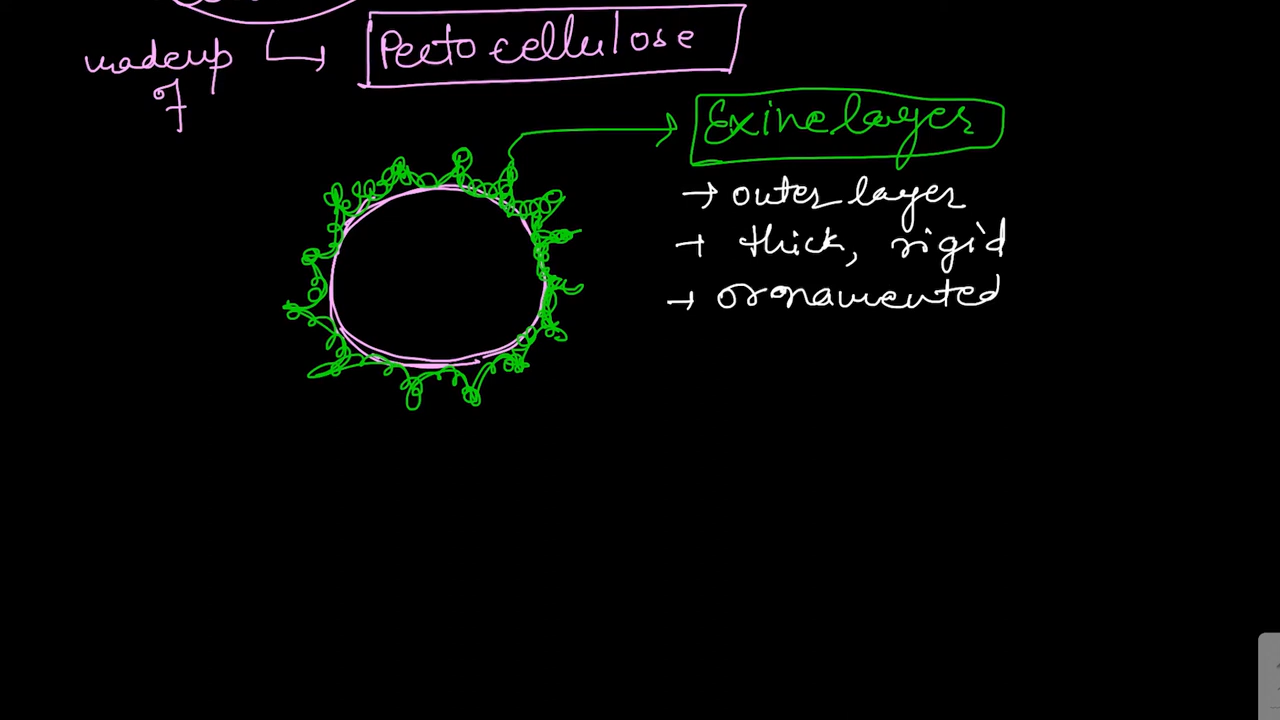 madeup → Pecto cellulose
of
Exine layer
→ outer layer
→ thick, rigid
→ ornamented